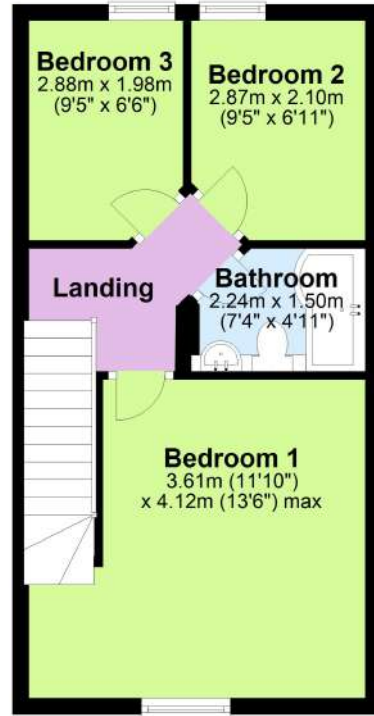 Bedroom 3
2.88m x 1.98m
(9'5" x 6'6")
Bedroom 2
2.87m x 2.10m
(9'5" x 6'11")
Landing
Bathroom
2.24m x 1.50m
(7'4" x 4'11")
Bedroom 1
3.61m (11'10")
x 4.12m (13'6") max